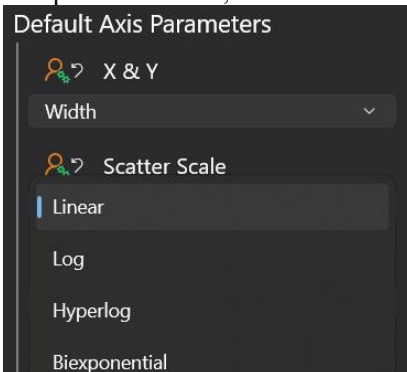 Default Axis Parameters
X & Y
Width
Scatter Scale
Linear
Log
Hyperlog
Biexponential